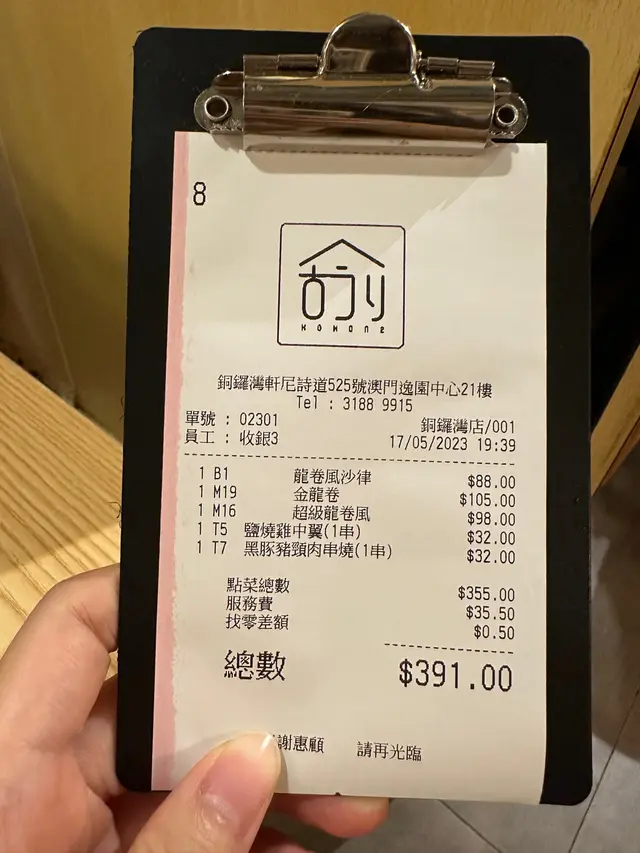 8
KOKONE
銅鑼灣軒尼詩道525號澳門逸園中心21樓
Tel : 3188 9915
單號 : 02301 銅鑼灣店/001
員工 : 收銀3 17/05/2023 19:39
1 B1 龍卷風沙律 $88.00
1 M19 金龍卷 $105.00
1 M16 超級龍卷風 $98.00
1 T5 鹽燒雞中翼(1串) $32.00
1 T7 黑豚豬頸肉串燒(1串) $32.00
點菜總數 $355.00
服務費 $35.50
找零差額 $0.50
總數 $391.00
謝惠顧 請再光臨